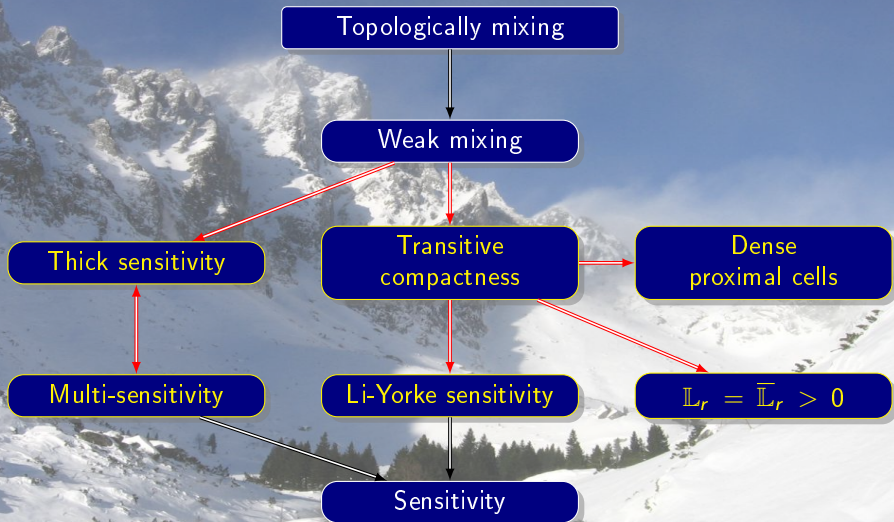 Topologically mixing
Weak mixing
Thick sensitivity
Transitive
compactness
Dense
proximal cells
Multi-sensitivity
Li-Yorke sensitivity
𝕃ᵣ = 𝕃̅ᵣ > 0
Sensitivity